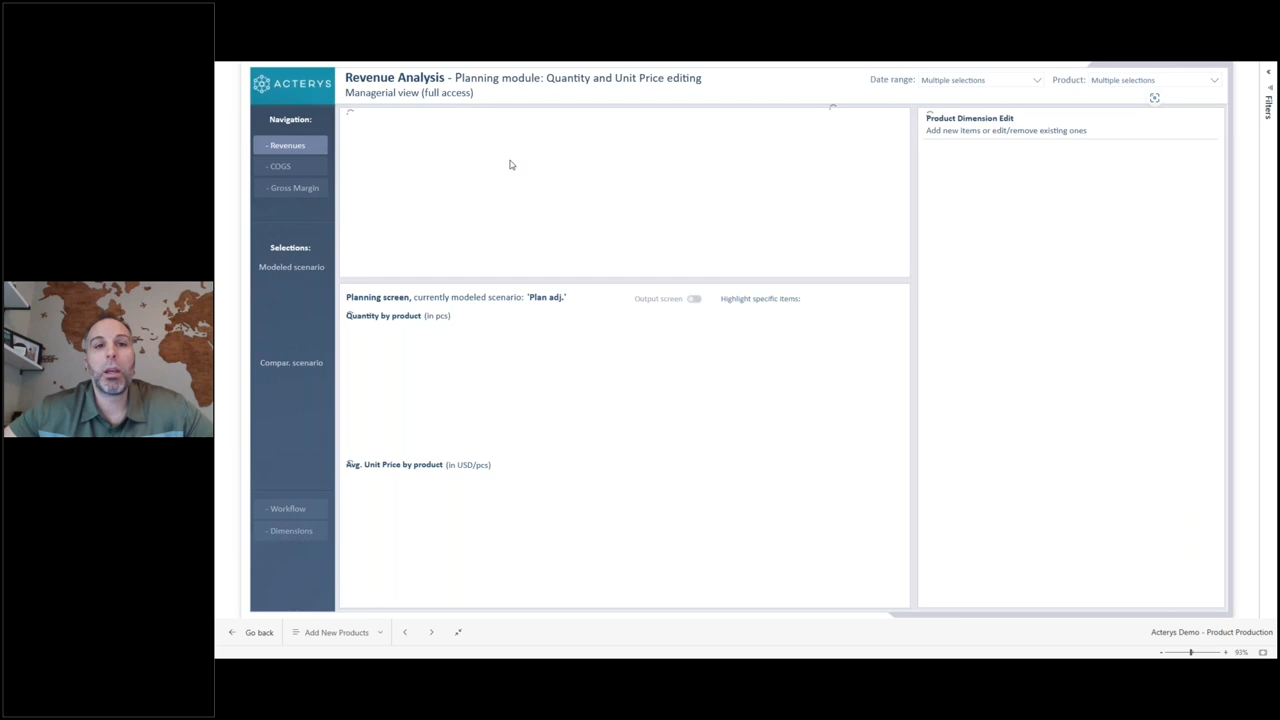 ACTERYS
Revenue Analysis - Planning module: Quantity and Unit Price editing
Managerial view (full access)
Date range: Multiple selections
Product: Multiple selections
Filters
Navigation:
- Revenues
- COGS
- Gross Margin
Selections:
Modeled scenario
Compar. scenario
- Workflow
- Dimensions
Product Dimension Edit
Add new items or edit/remove existing ones
Planning screen, currently modeled scenario: 'Plan adj.'
Output screen
Highlight specific items:
Quantity by product (in pcs)
Avg. Unit Price by product (in USD/pcs)
Go back
Add New Products
Acterys Demo - Product Production
93%